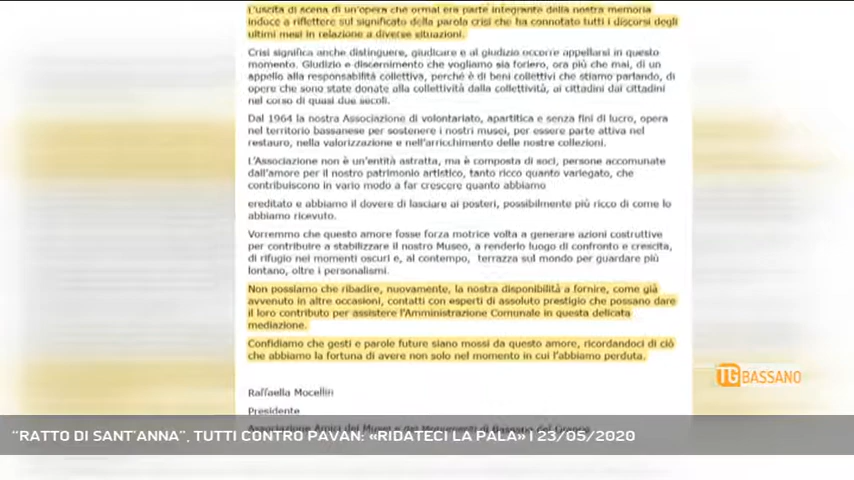 L'uscita di scena di un'opera che ormai era parte integrante della nostra memoria
induce a riflettere sul significato della parola crisi che ha connotato tutti i discorsi degli
ultimi mesi in relazione a diverse situazioni.
Crisi significa anche distinguere, giudicare e al giudizio occorre appellarsi in questo
momento. Giudizio e discernimento che vogliamo sia foriero, ora più che mai, di un
appello alla responsabilità collettiva, perché è di beni collettivi che stiamo parlando, di
opere che sono state donate alla collettività dalla collettività, ai cittadini dai cittadini
nel corso di quasi due secoli.
Dal 1964 la nostra Associazione di volontariato, apartitica e senza fini di lucro, opera
nel territorio bassanese per sostenere i nostri musei, per essere parte attiva nel
restauro, nella valorizzazione e nell'arricchimento delle nostre collezioni.
L'Associazione non è un'entità astratta, ma è composta di soci, persone accomunate
dall'amore per il nostro patrimonio artistico, tanto ricco quanto variegato, che
contribuiscono in vario modo a far crescere quanto abbiamo
ereditato e abbiamo il dovere di lasciare ai posteri, possibilmente più ricco di come lo
abbiamo ricevuto.
Vorremmo che questo amore fosse forza motrice volta a generare azioni costruttive
per contribuire a stabilizzare il nostro Museo, a renderlo luogo di confronto e crescita,
di rifugio nei momenti oscuri e, al contempo, terrazza sul mondo per guardare più
lontano, oltre i personalismi.
Non possiamo che ribadire, nuovamente, la nostra disponibilità a fornire, come già
avvenuto in altre occasioni, contatti con esperti di assoluto prestigio che possano dare
il loro contributo per assistere l'Amministrazione Comunale in questa delicata
mediazione.
Confidiamo che gesti e parole future siano mossi da questo amore, ricordandoci di ciò
che abbiamo la fortuna di avere non solo nel momento in cui l'abbiamo perduta.
TG BASSANO
Raffaella Mocellin
Presidente
Associazione Amici dei Musei e dei Monumenti di Bassano del Grappa
“RATTO DI SANT'ANNA”, TUTTI CONTRO PAVAN: «RIDATECI LA PALA» | 23/05/2020